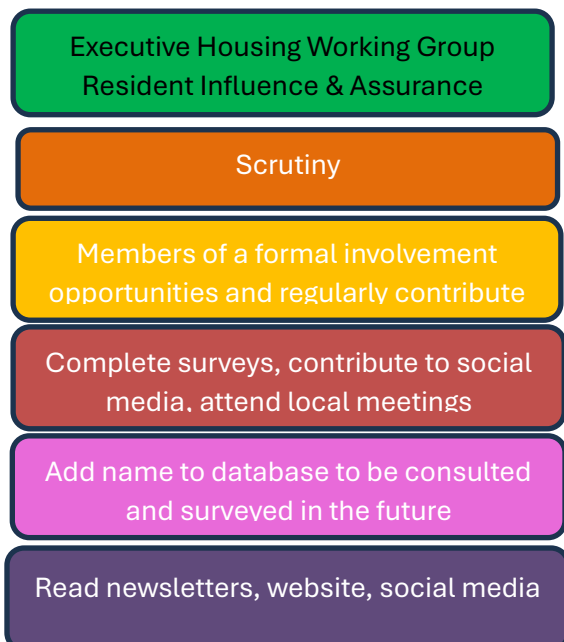 Executive Housing Working Group
Resident Influence & Assurance
Scrutiny
Members of a formal involvement
opportunities and regularly contribute
Complete surveys, contribute to social
media, attend local meetings
Add name to database to be consulted
and surveyed in the future
Read newsletters, website, social media